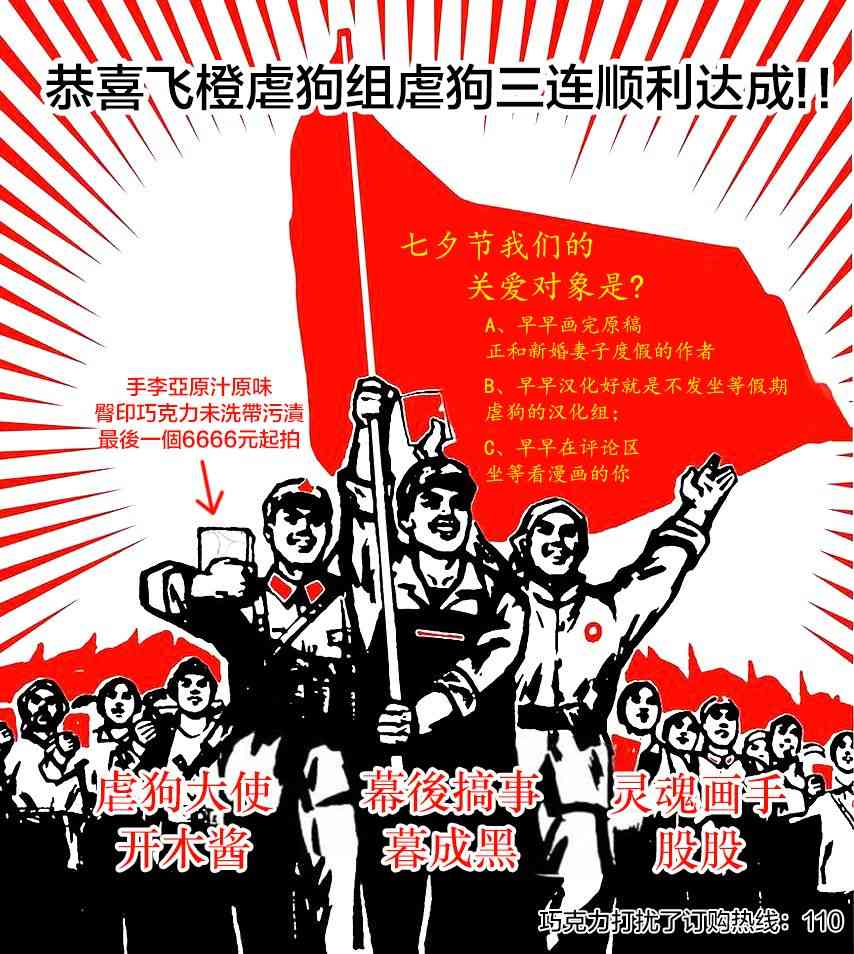 恭喜飞橙虐狗组虐狗三连顺利达成!!
七夕节我们的
关爱对象是?
A、早早画完原稿
正和新婚妻子度假的作者
B、早早汉化好就是不发坐等假期
虐狗的汉化组;
C、早早在评论区
坐等看漫画的你
手李亞原汁原味
臀印巧克力未洗帶污漬
最後一個6666元起拍
虐狗大使
开木酱
幕後搞事
暮成黑
灵魂画手
股股
巧克力打扰了订购热线：110